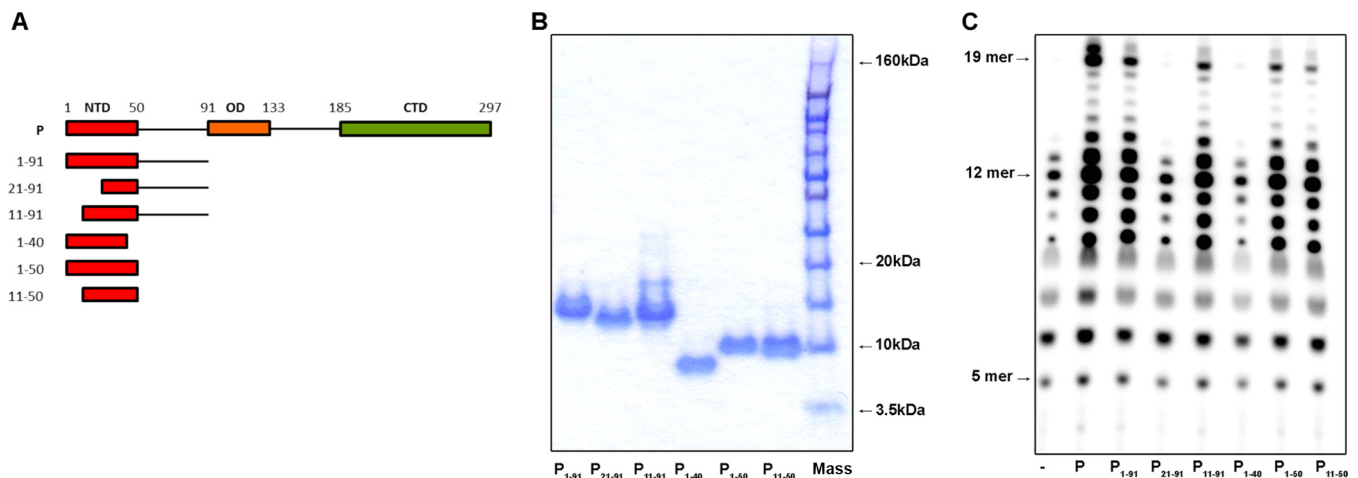 A
1 NTD 50 91 OD 133 185 CTD 297
P
1-91
21-91
11-91
1-40
1-50
11-50
B
←160kDa
←20kDa
←10kDa
←3.5kDa
P1-91 P21-91 P11-91 P1-40 P1-50 P11-50 Mass
C
19 mer→
12 mer→
5 mer→
- P P1-91 P21-91 P11-91 P1-40 P1-50 P11-50